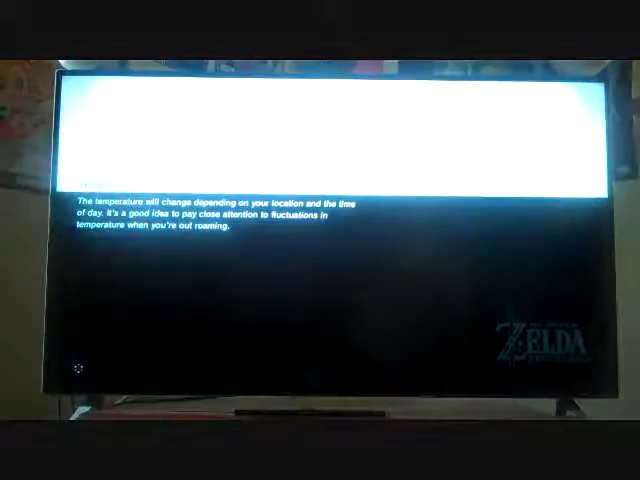 The temperature will change depending on your location and the time
of day. It's a good idea to pay close attention to fluctuations in
temperature when you're out roaming.
ZELDA